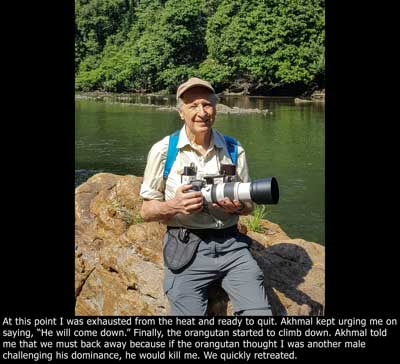 At this point I was exhausted from the heat and ready to quit. Akhmal kept urging me on
saying, “He will come down.” Finally, the orangutan started to climb down. Akhmal told
me that we must back away because if the orangutan thought I was another male
challenging his dominance, he would kill me. We quickly retreated.